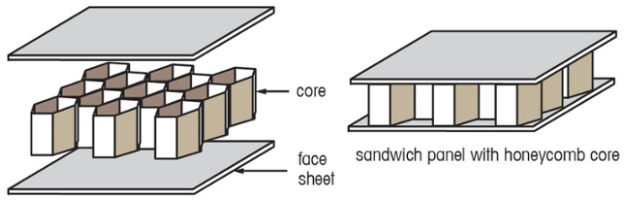 core
face
sheet
sandwich panel with honeycomb core